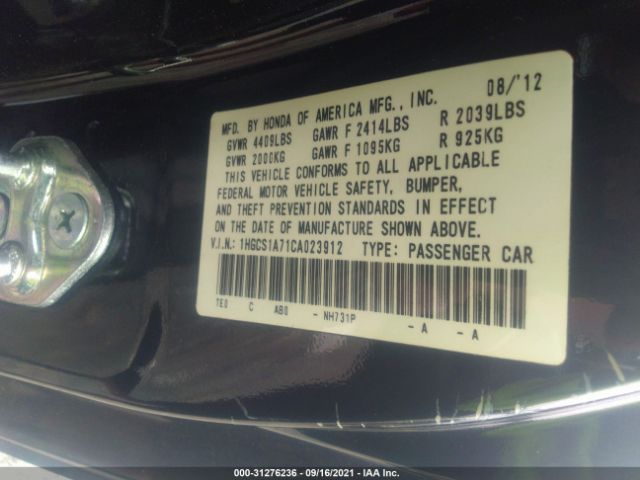 MFD. BY HONDA OF AMERICA MFG., INC. 08/'12
GVWR 4409LBS GAWR F 2414LBS R 2039LBS
GVWR 2000KG GAWR F 1095KG R 925KG
THIS VEHICLE CONFORMS TO ALL APPLICABLE
FEDERAL MOTOR VEHICLE SAFETY, BUMPER,
AND THEFT PREVENTION STANDARDS IN EFFECT
ON THE DATE OF MANUFACTURE SHOWN ABOVE.
V.I.N.: 1HGCS1A71CA023912 TYPE: PASSENGER CAR
TE0 C AB0 - NH731P - A - A
000-31276236 - 09/16/2021 - IAA Inc.